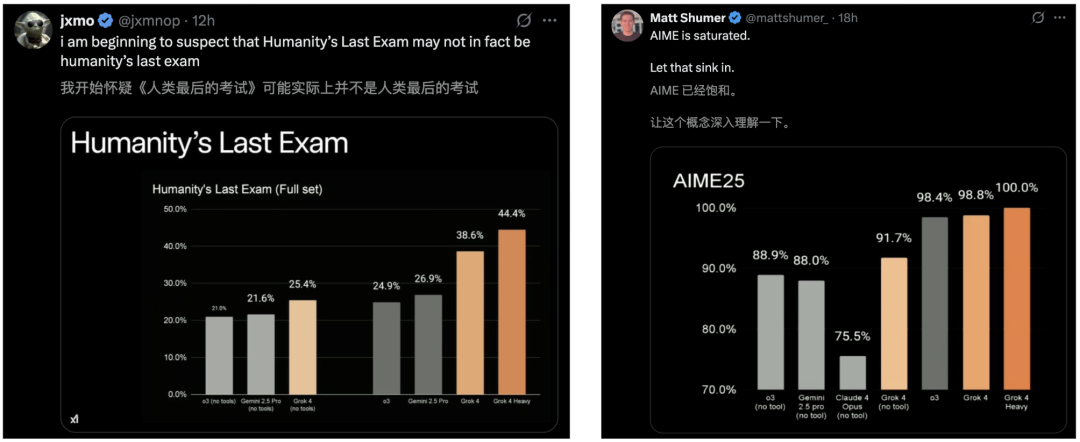 jxmo @jxmnop · 12h
i am beginning to suspect that Humanity's Last Exam may not in fact be
humanity's last exam
我开始怀疑《人类最后的考试》可能实际上并不是人类最后的考试
Humanity's Last Exam
Humanity's Last Exam (Full set)
50.0%
40.0%
30.0%
20.0%
10.0%
0.0%
21.0%
21.6%
25.4%
24.9%
26.9%
38.6%
44.4%
o3 (no tools)
Gemini 2.5 Pro
(no tools)
Grok 4
(no tools)
o3
Gemini 2.5 Pro
Grok 4
Grok 4 Heavy
xI
Matt Shumer @mattshumer_ · 18h
AIME is saturated.
Let that sink in.
AIME 已经饱和。
让这个概念深入理解一下。
AIME25
100.0%
90.0%
80.0%
70.0%
88.9%
88.0%
75.5%
91.7%
98.4%
98.8%
100.0%
o3
(no tool)
Gemini
2.5 pro
(no tool)
Claude 4
Opus
(no tool)
Grok 4
(no tool)
o3
Grok 4
Grok 4
Heavy